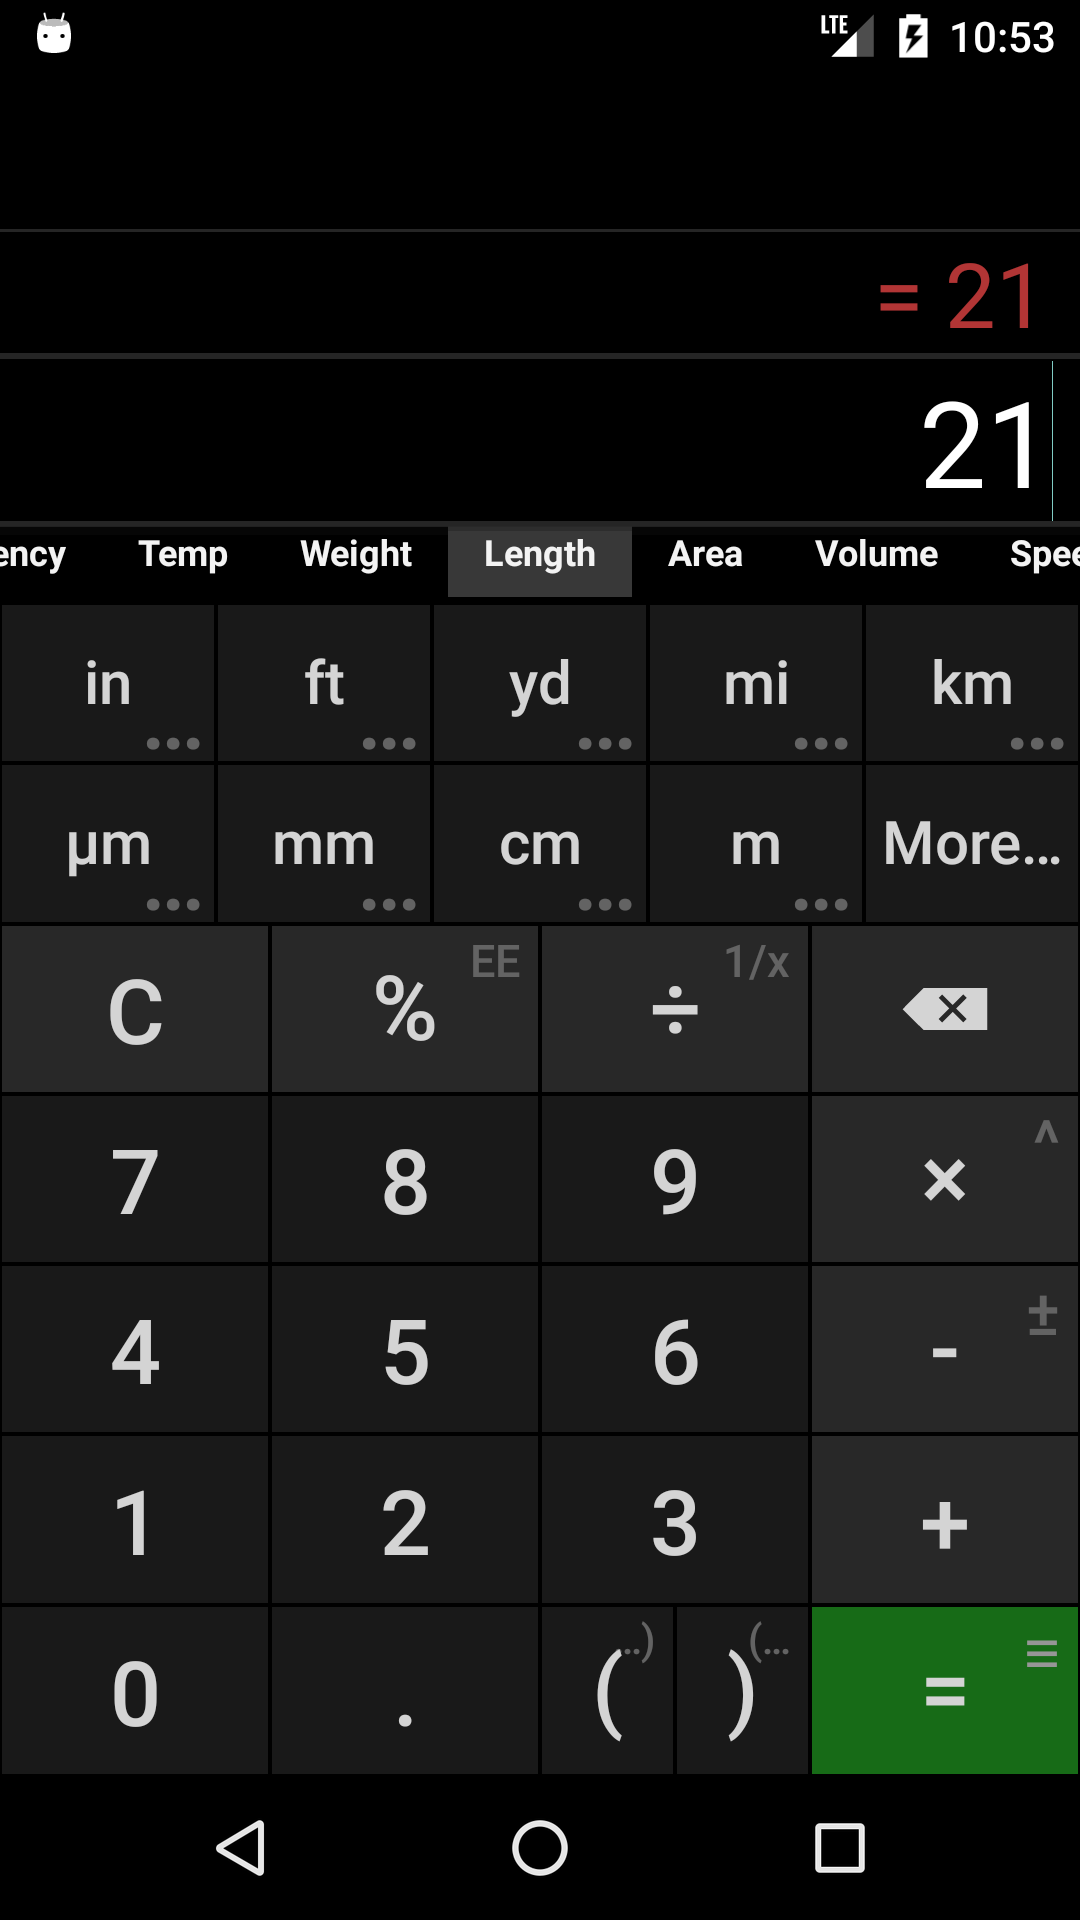 LTE 10:53
= 21
21
ency Temp Weight Length Area Volume Spee
in ft yd mi km
µm mm cm m More...
C % EE ÷ 1/x
7 8 9 × ^
4 5 6 - ±
1 2 3 +
0 . ( ..) ) (... = ≡